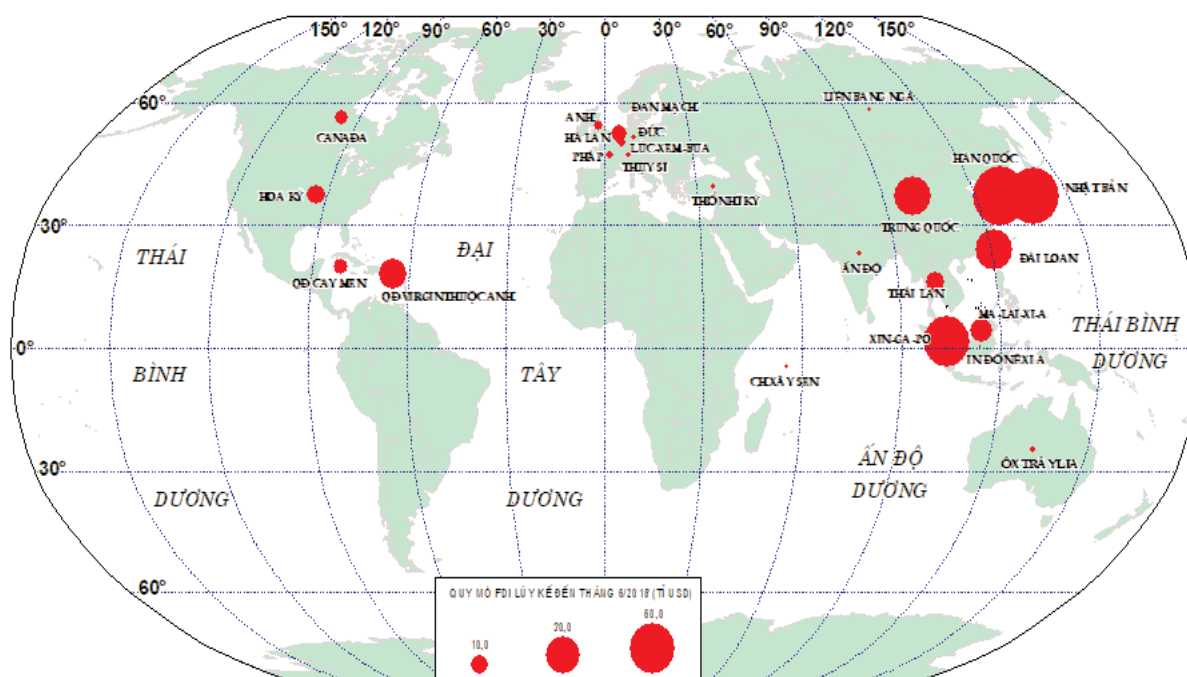 150° 120° 90° 60° 30° 0° 30° 60° 90° 120° 150°
60°
LIÊN BANG NGA
ĐAN MẠCH
ANH
CANAĐA
HÀ LAN
ĐỨC
LÚC-XEM-BUA
PHÁP
THỤY SĨ
HÀN QUỐC
HOA KỲ
THỔ NHĨ KỲ
NHẬT BẢN
30°
TRUNG QUỐC
THÁI
ĐẠI
ĐÀI LOAN
ẤN ĐỘ
QĐ CAY MEN
QĐ VIRGIN THUỘC ANH
THÁI LAN
MA-LAI-XI-A
THÁI BÌNH
XIN-GA-PO
0°
IN ĐÔ NÊ XI A
DƯƠNG
BÌNH
TÂY
CH XÂY SEN
ẤN ĐỘ
ÔX TRÂY LIA
30°
DƯƠNG
DƯƠNG
DƯƠNG
60°
QUY MÔ FDI LŨY KẾ ĐẾN THÁNG 6/2018 (TỈ USD)
10,0
60,0